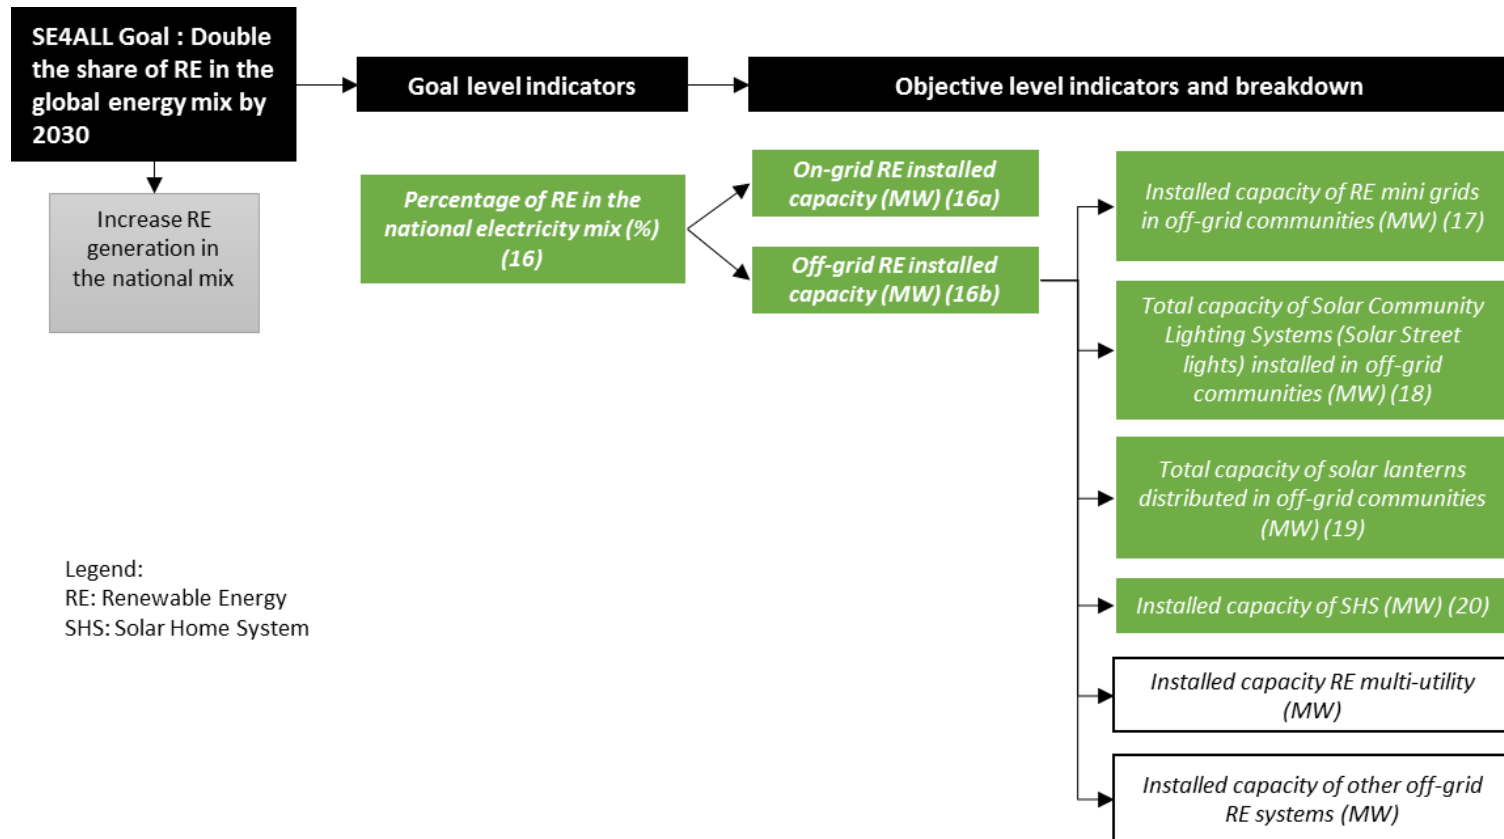 SE4ALL Goal : Double
the share of RE in the
global energy mix by
2030
Goal level indicators
Objective level indicators and breakdown
Increase RE
generation in
the national mix
Percentage of RE in the
national electricity mix (%)
(16)
On-grid RE installed
capacity (MW) (16a)
Off-grid RE installed
capacity (MW) (16b)
Installed capacity of RE mini grids
in off-grid communities (MW) (17)
Total capacity of Solar Community
Lighting Systems (Solar Street
lights) installed in off-grid
communities (MW) (18)
Total capacity of solar lanterns
distributed in off-grid communities
(MW) (19)
Installed capacity of SHS (MW) (20)
Installed capacity RE multi-utility
(MW)
Installed capacity of other off-grid
RE systems (MW)
Legend:
RE: Renewable Energy
SHS: Solar Home System